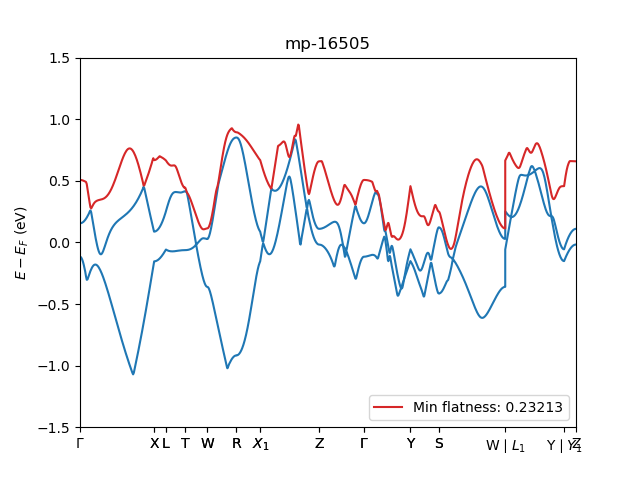 mp-16505
E − E_F (eV)
1.5
1.0
0.5
0.0
−0.5
−1.0
−1.5
Min flatness: 0.23213
Γ X L T W R X₁ Z Γ Y S W | L₁ Y | Y₁ Z